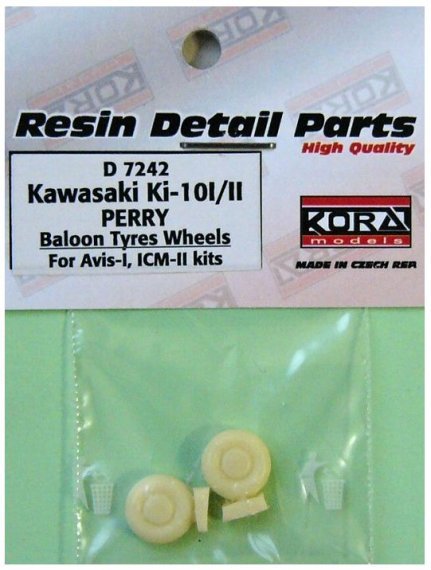 Resin Detail Parts
High Quality
D 7242
Kawasaki Ki-10I/II
PERRY
Baloon Tyres Wheels
For Avis-I, ICM-II kits
KORA
models
MADE IN CZECH REP.